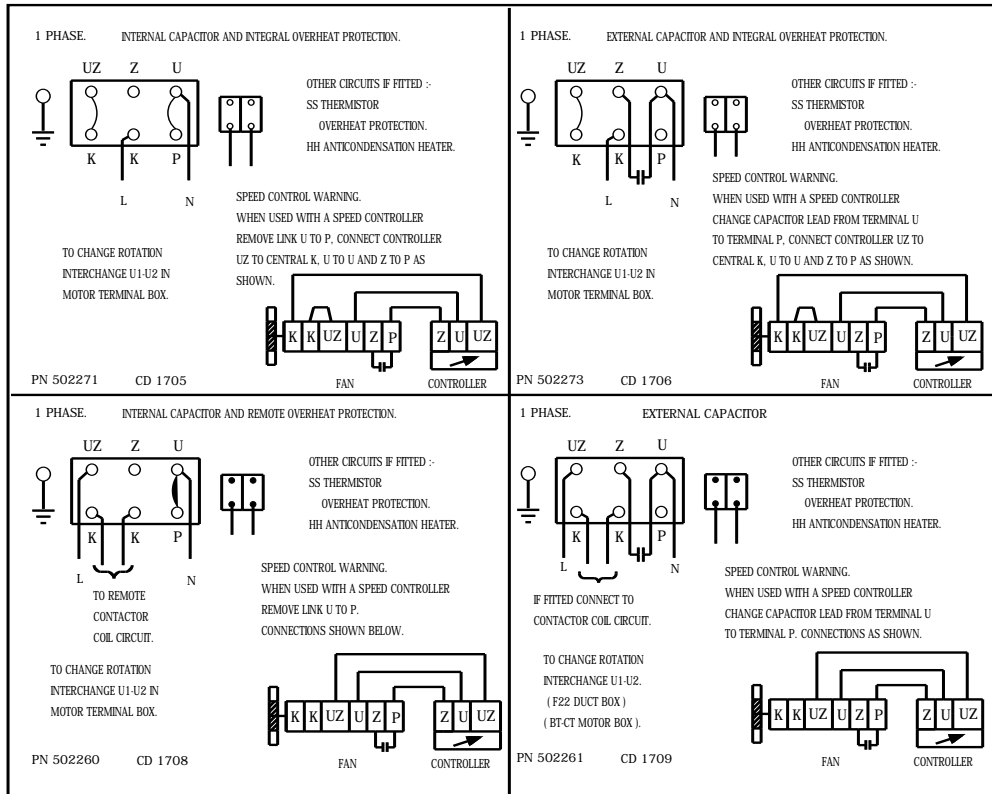 1 PHASE. INTERNAL CAPACITOR AND INTEGRAL OVERHEAT PROTECTION.
UZ Z U
K K P
L N
OTHER CIRCUITS IF FITTED :-
SS THERMISTOR
OVERHEAT PROTECTION.
HH ANTICONDENSATION HEATER.
SPEED CONTROL WARNING.
WHEN USED WITH A SPEED CONTROLLER
REMOVE LINK U TO P, CONNECT CONTROLLER
UZ TO CENTRAL K, U TO U AND Z TO P AS
SHOWN.
TO CHANGE ROTATION
INTERCHANGE U1-U2 IN
MOTOR TERMINAL BOX.
K K UZ U Z P Z U UZ
FAN CONTROLLER
PN 502271 CD 1705
1 PHASE. EXTERNAL CAPACITOR AND INTEGRAL OVERHEAT PROTECTION.
UZ Z U
K K P
L N
OTHER CIRCUITS IF FITTED :-
SS THERMISTOR
OVERHEAT PROTECTION.
HH ANTICONDENSATION HEATER.
SPEED CONTROL WARNING.
WHEN USED WITH A SPEED CONTROLLER
CHANGE CAPACITOR LEAD FROM TERMINAL U
TO TERMINAL P, CONNECT CONTROLLER UZ TO
CENTRAL K, U TO U AND Z TO P AS SHOWN.
TO CHANGE ROTATION
INTERCHANGE U1-U2 IN
MOTOR TERMINAL BOX.
K K UZ U Z P Z U UZ
FAN CONTROLLER
PN 502273 CD 1706
1 PHASE. INTERNAL CAPACITOR AND REMOTE OVERHEAT PROTECTION.
UZ Z U
K K P
L N
TO REMOTE
CONTACTOR
COIL CIRCUIT.
OTHER CIRCUITS IF FITTED :-
SS THERMISTOR
OVERHEAT PROTECTION.
HH ANTICONDENSATION HEATER.
SPEED CONTROL WARNING.
WHEN USED WITH A SPEED CONTROLLER
REMOVE LINK U TO P.
CONNECTIONS SHOWN BELOW.
TO CHANGE ROTATION
INTERCHANGE U1-U2 IN
MOTOR TERMINAL BOX.
K K UZ U Z P Z U UZ
FAN CONTROLLER
PN 502260 CD 1708
1 PHASE. EXTERNAL CAPACITOR
UZ Z U
K K P
L N
IF FITTED CONNECT TO
CONTACTOR COIL CIRCUIT.
OTHER CIRCUITS IF FITTED :-
SS THERMISTOR
OVERHEAT PROTECTION.
HH ANTICONDENSATION HEATER.
SPEED CONTROL WARNING.
WHEN USED WITH A SPEED CONTROLLER
CHANGE CAPACITOR LEAD FROM TERMINAL U
TO TERMINAL P. CONNECTIONS AS SHOWN.
TO CHANGE ROTATION
INTERCHANGE U1-U2.
( F22 DUCT BOX )
( BT-CT MOTOR BOX ).
K K UZ U Z P Z U UZ
FAN CONTROLLER
PN 502261 CD 1709